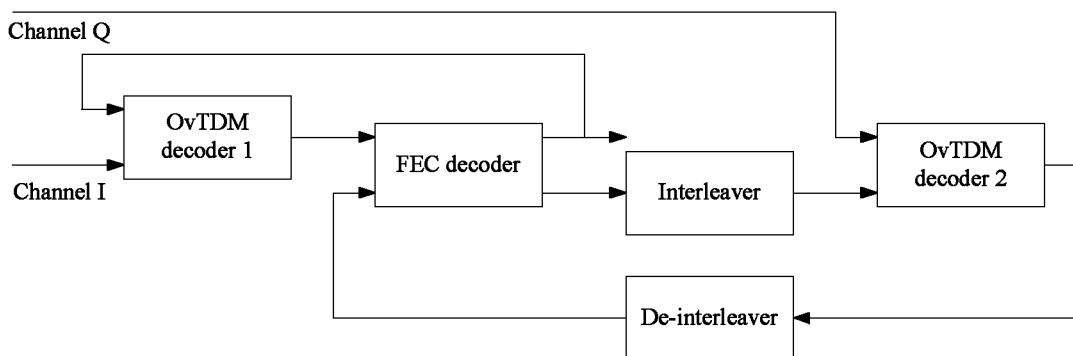 Channel Q
OvTDM
decoder 1
FEC decoder
OvTDM
decoder 2
Channel I
Interleaver
De-interleaver